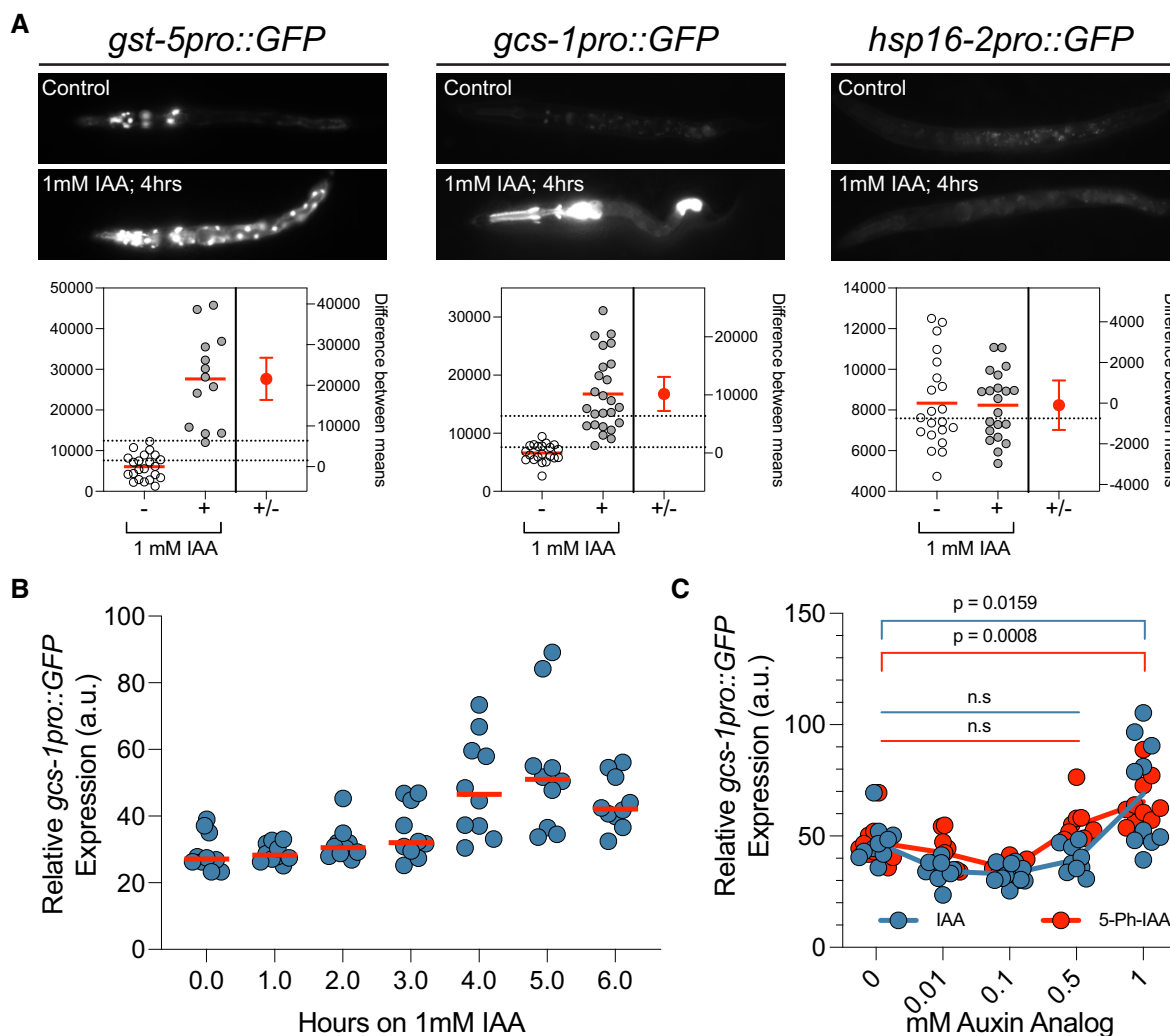 A
gst-5pro::GFP
gcs-1pro::GFP
hsp16-2pro::GFP
Control
Control
Control
1mM IAA; 4hrs
1mM IAA; 4hrs
1mM IAA; 4hrs
50000
40000
30000
20000
10000
0
40000
30000
20000
10000
0
Difference between means
- + +/-
1 mM IAA
30000
20000
10000
0
20000
10000
0
Difference between means
- + +/-
1 mM IAA
14000
12000
10000
8000
6000
4000
4000
2000
0
-2000
-4000
Difference between means
- + +/-
1 mM IAA
B
Relative gcs-1pro::GFP
Expression (a.u.)
100
80
60
40
20
0
0.0 1.0 2.0 3.0 4.0 5.0 6.0
Hours on 1mM IAA
C
Relative gcs-1pro::GFP
Expression (a.u.)
150
100
50
0
p = 0.0159
p = 0.0008
n.s
n.s
IAA
5-Ph-IAA
0 0.01 0.1 0.5 1
mM Auxin Analog